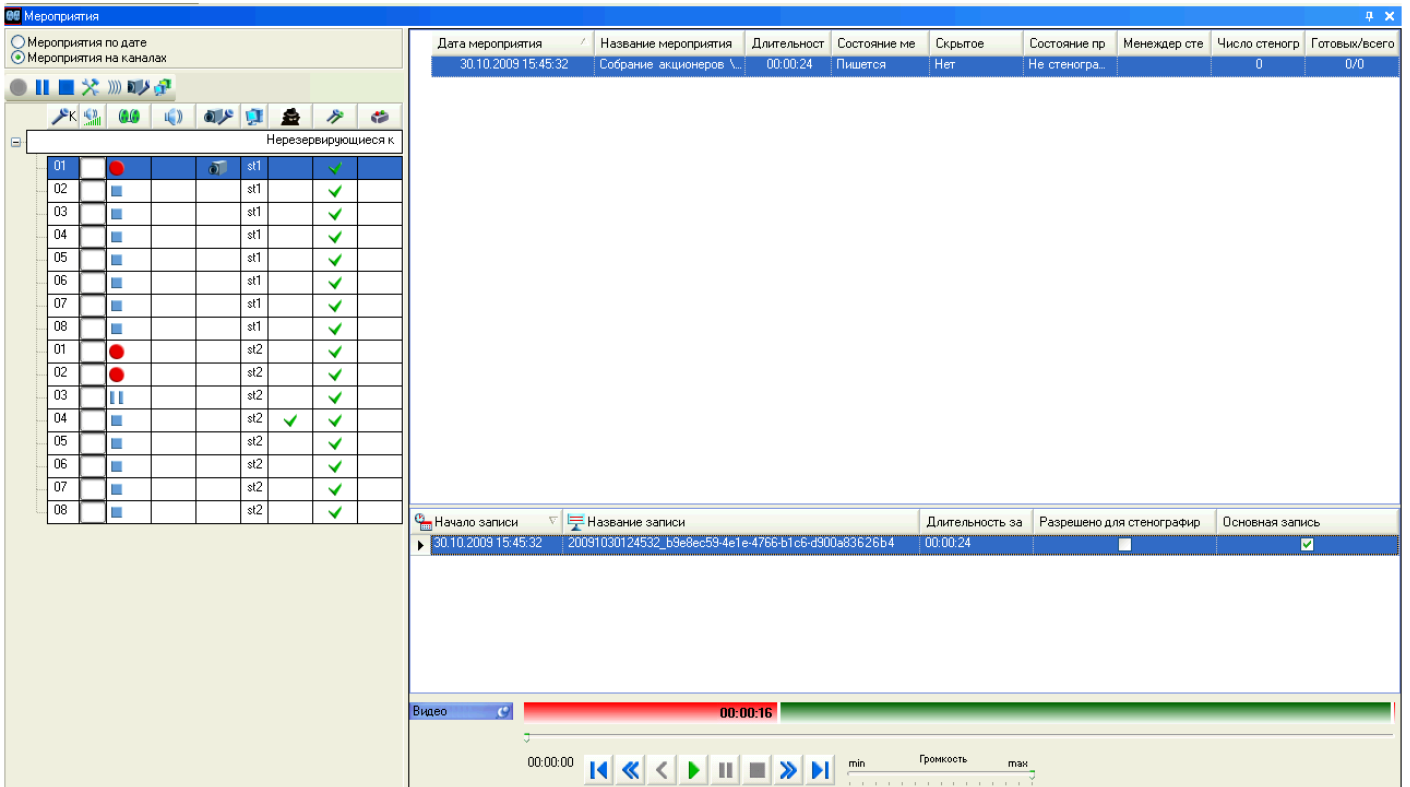 Мероприятия
Мероприятия по дате
Мероприятия на каналах
К
Нерезервирующиеся к
01 st1
02 st1
03 st1
04 st1
05 st1
06 st1
07 st1
08 st1
01 st2
02 st2
03 st2
04 st2
05 st2
06 st2
07 st2
08 st2
Дата мероприятия Название мероприятия Длительност Состояние ме Скрытое Состояние пр Менеждер сте Число стеногр Готовых/всего
30.10.2009 15:45:32 Собрание акционеров \... 00:00:24 Пишется Нет Не стеногра... 0 0/0
Начало записи Название записи Длительность за Разрешено для стенографир Основная запись
30.10.2009 15:45:32 20091030124532_b9e8ec59-4e1e-4766-b1c6-d900a83626b4 00:00:24
Видео 00:00:16
00:00:00 min Громкость max